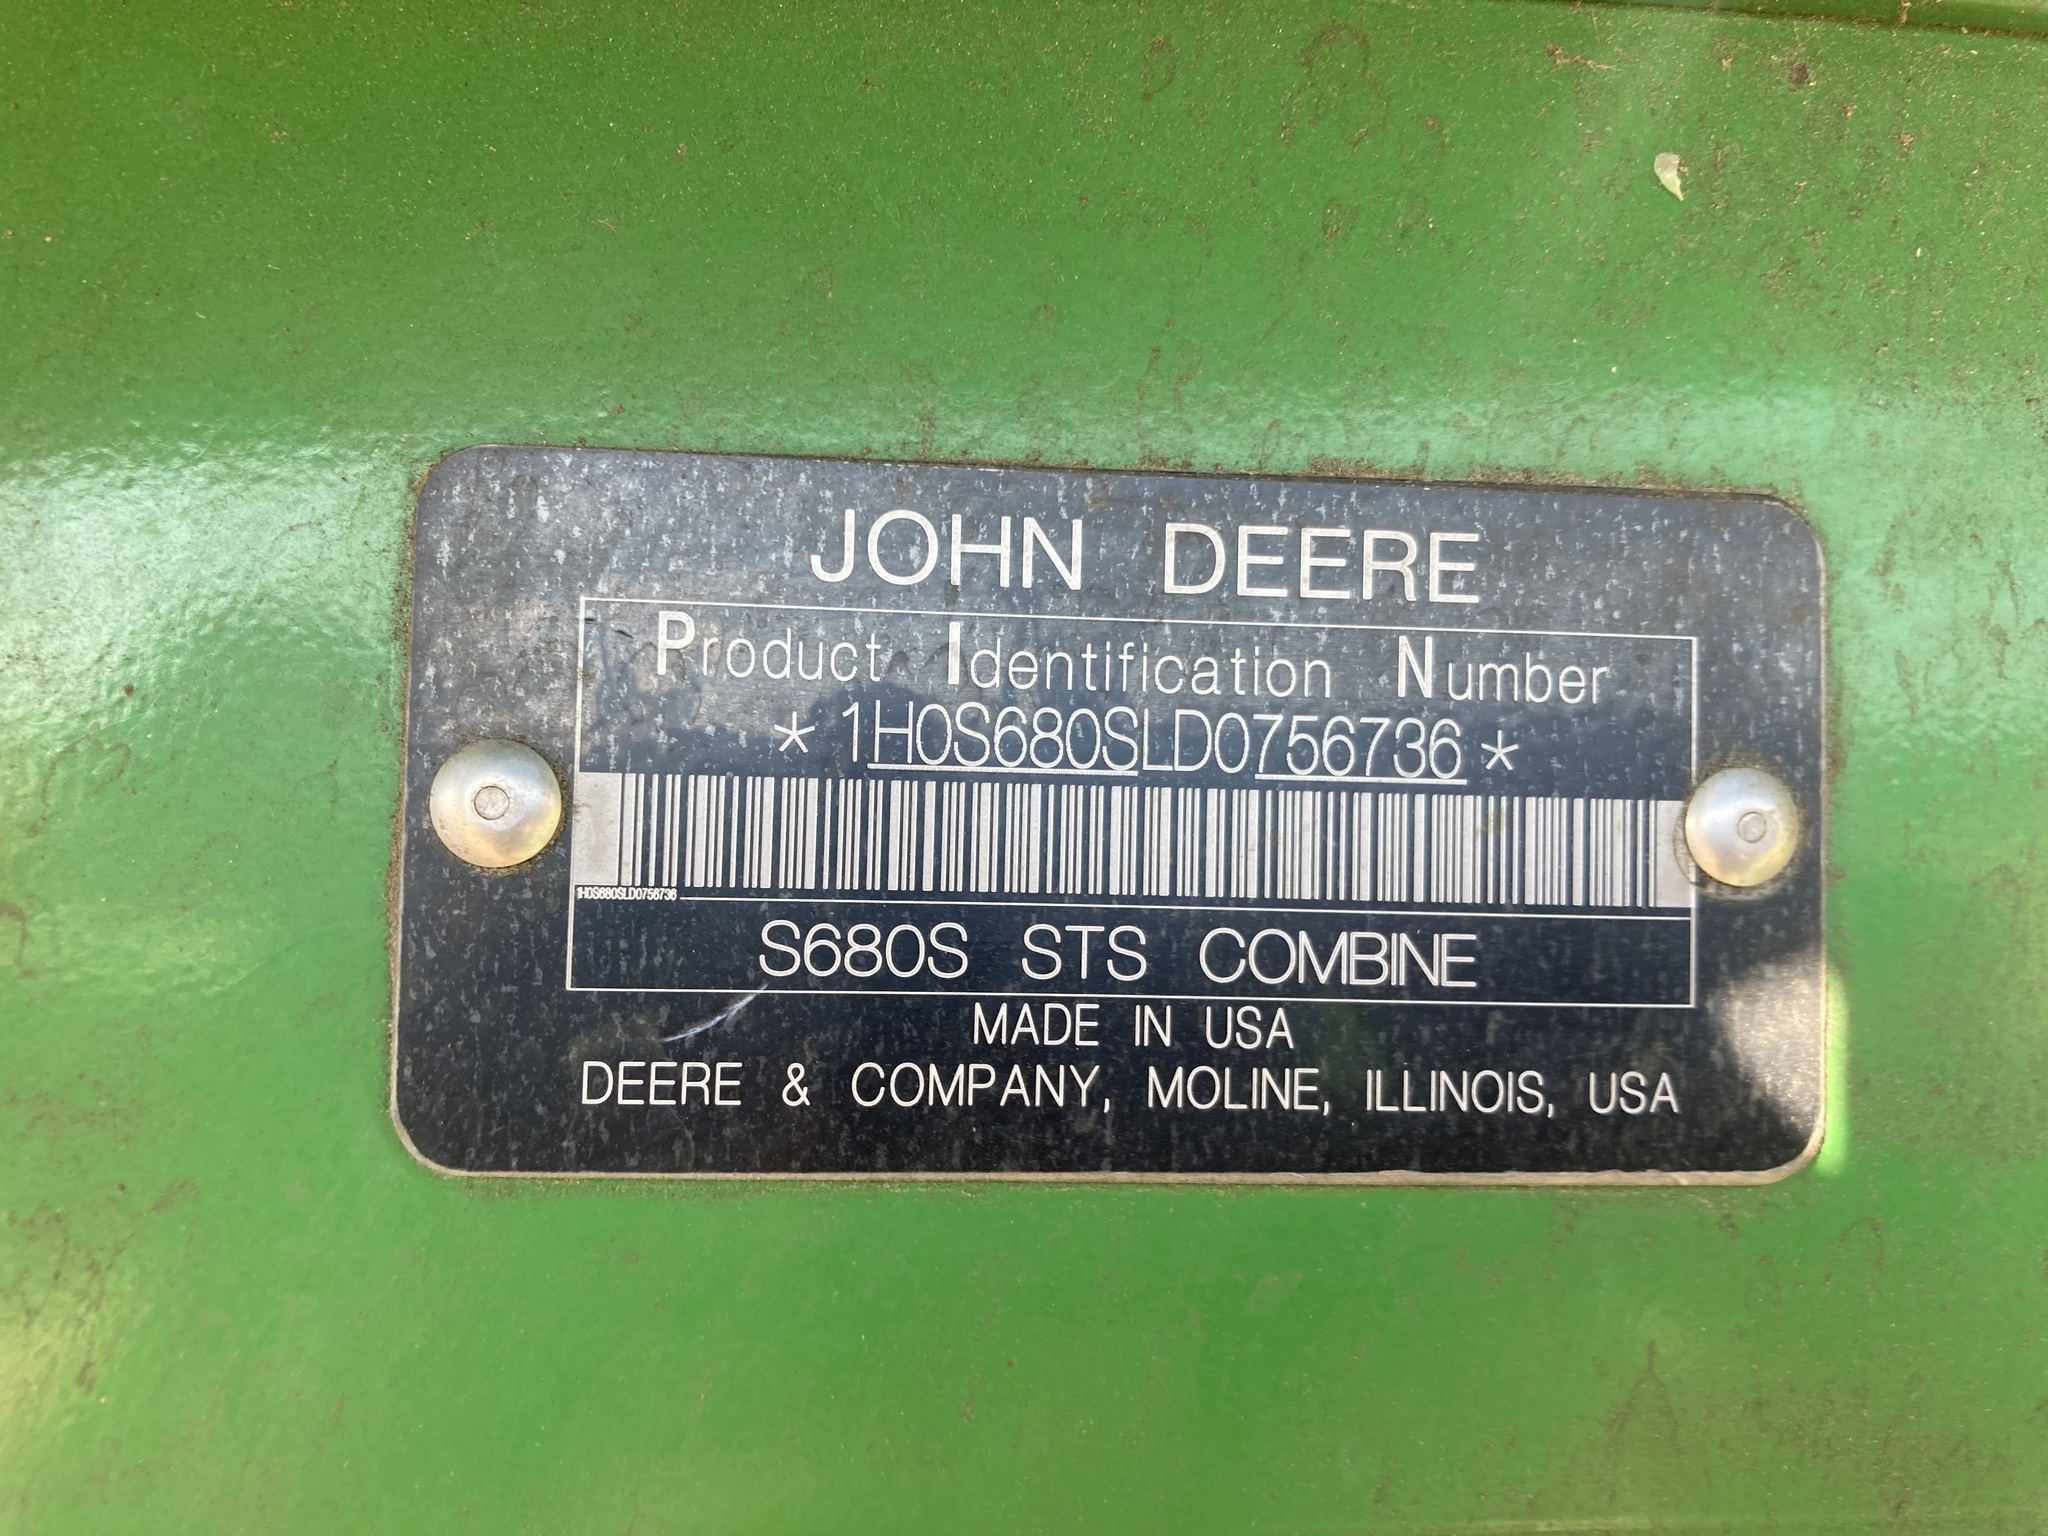 JOHN DEERE
Product Identification Number
*1H0S680SLD0756736*
1H0S680SLD0756736
S680S STS COMBINE
MADE IN USA
DEERE & COMPANY, MOLINE, ILLINOIS, USA